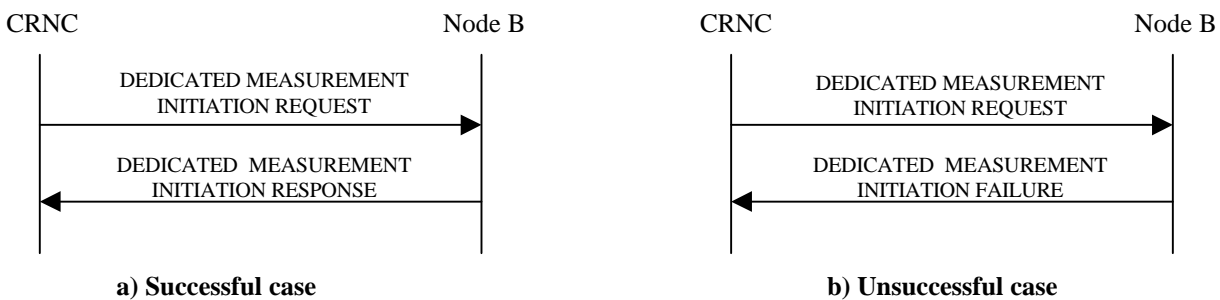 CRNC
Node B
DEDICATED MEASUREMENT
INITIATION REQUEST
DEDICATED MEASUREMENT
INITIATION RESPONSE
a) Successful case
CRNC
Node B
DEDICATED MEASUREMENT
INITIATION REQUEST
DEDICATED MEASUREMENT
INITIATION FAILURE
b) Unsuccessful case